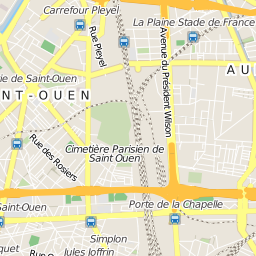 Carrefour Pleyel
La Plaine Stade de France
Rue Pleyel
Avenue du Président Wilson
ie de Saint-Ouen
AU
NT-OUEN
Rue des Rosiers
Cimetière Parisien de
Saint Ouen
Saint-Ouen
Porte de la Chapelle
Simplon
quet
Jules Joffrin